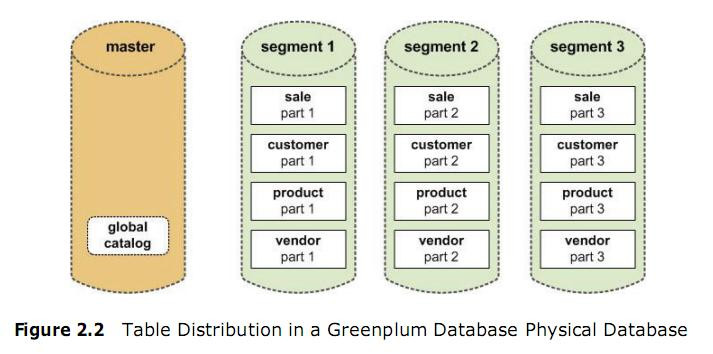 master
segment 1
segment 2
segment 3
sale
part 1
sale
part 2
sale
part 3
customer
part 1
customer
part 2
customer
part 3
product
part 1
product
part 2
product
part 3
global
catalog
vendor
part 1
vendor
part 2
vendor
part 3
Figure 2.2 Table Distribution in a Greenplum Database Physical Database